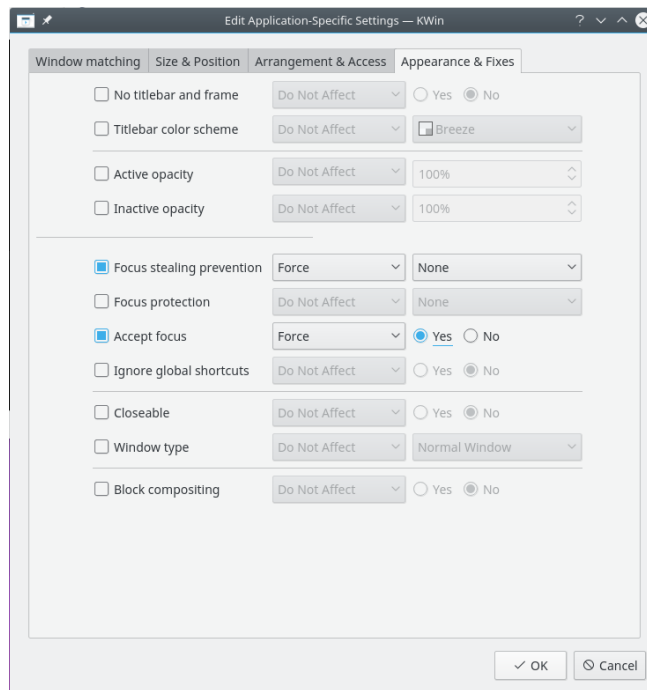 Edit Application-Specific Settings — KWin
Window matching Size & Position Arrangement & Access Appearance & Fixes
No titlebar and frame Do Not Affect Yes No
Titlebar color scheme Do Not Affect Breeze
Active opacity Do Not Affect 100%
Inactive opacity Do Not Affect 100%
Focus stealing prevention Force None
Focus protection Do Not Affect None
Accept focus Force Yes No
Ignore global shortcuts Do Not Affect Yes No
Closeable Do Not Affect Yes No
Window type Do Not Affect Normal Window
Block compositing Do Not Affect Yes No
OK Cancel